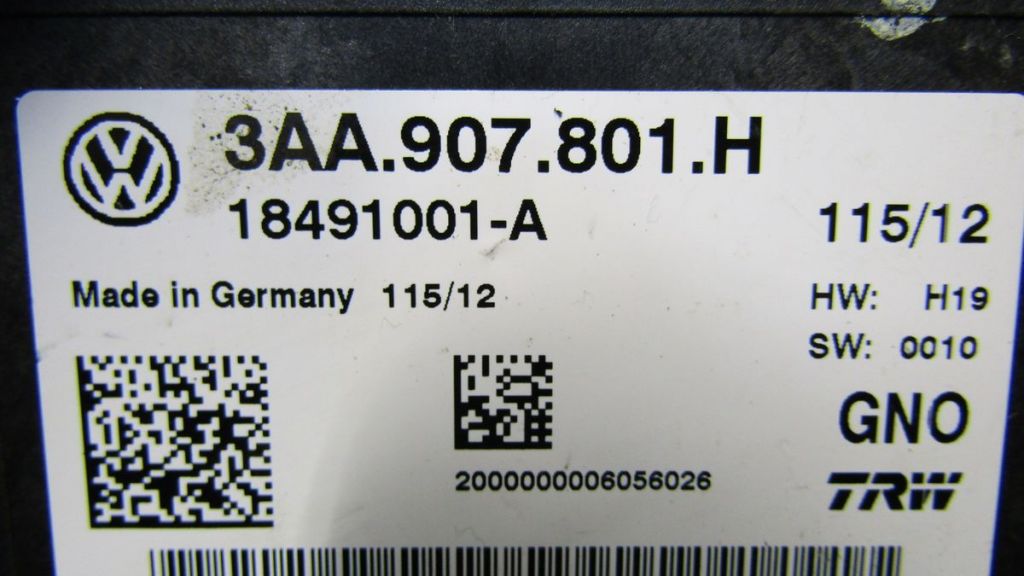 3AA.907.801.H
18491001-A
115/12
Made in Germany 115/12
HW: H19
SW: 0010
GNO
2000000006056026
TRW